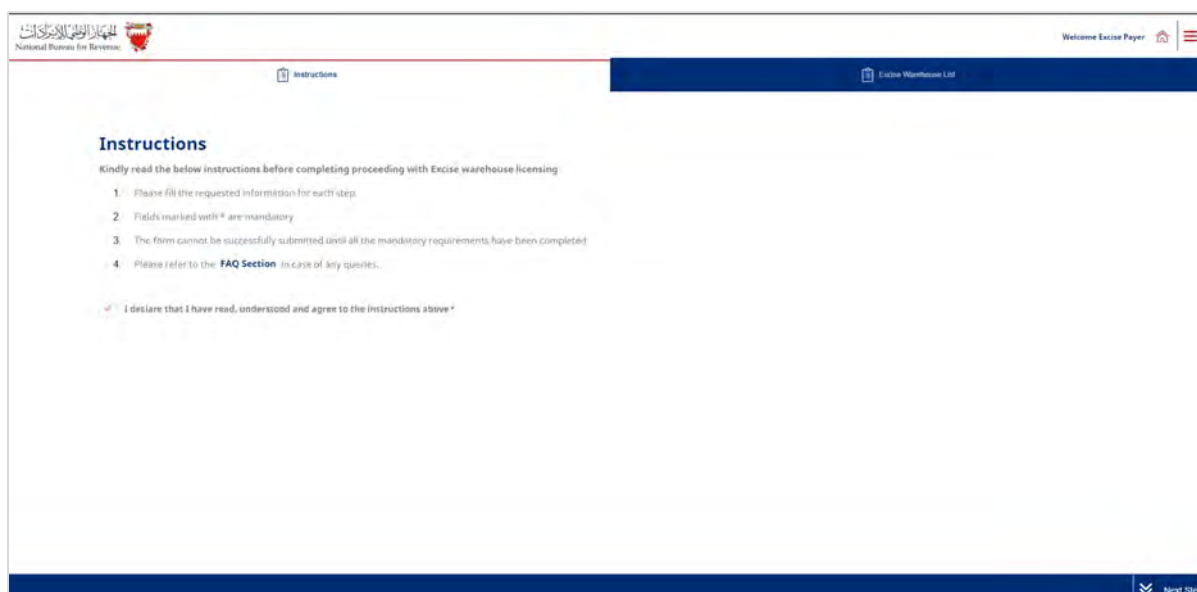 الجهاز الوطني للإيرادات
National Bureau for Revenue
Welcome Excise Payer
Instructions
Excise Warehouse List
Instructions
Kindly read the below instructions before completing proceeding with Excise warehouse licensing
1. Please fill the requested information for each step.
2. Fields marked with * are mandatory
3. The form cannot be successfully submitted until all the mandatory requirements have been completed
4. Please refer to the FAQ Section in case of any queries.
I declare that I have read, understood and agree to the instructions above *
Next Ste